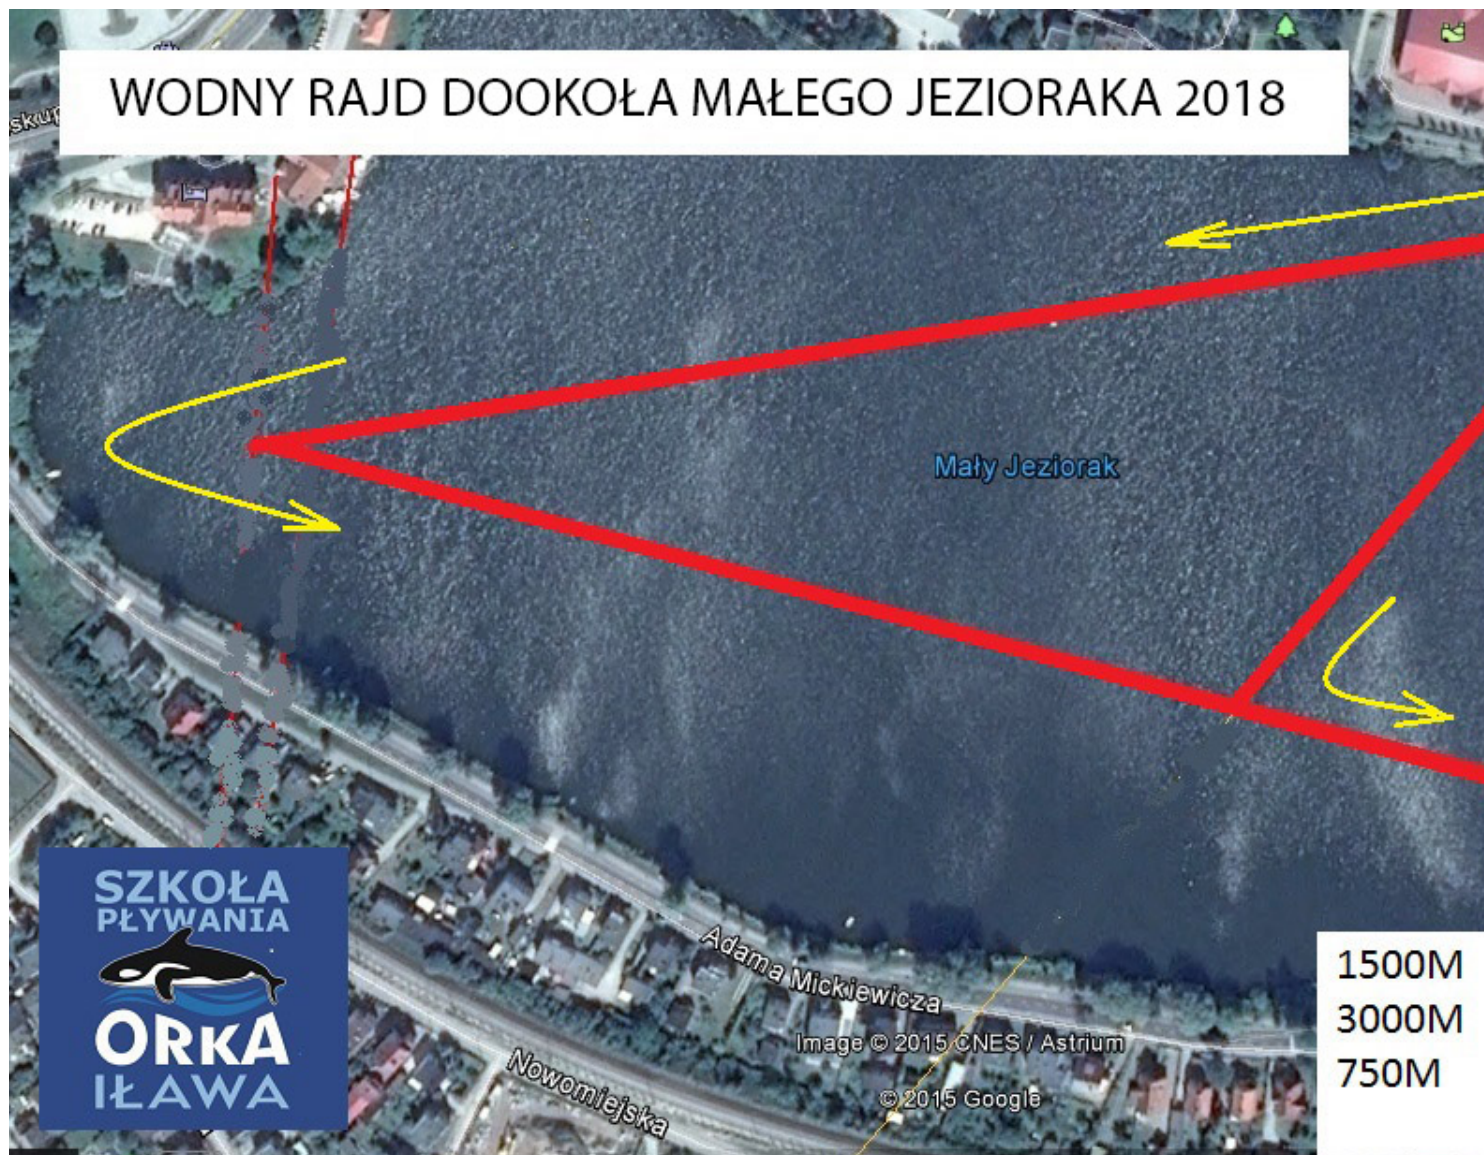 WODNY RAJD DOOKOŁA MAŁEGO JEZIORAKA 2018
Mały Jeziorak
SZKOŁA
PŁYWANIA
ORKA
IŁAWA
Adama Mickiewicza
Image © 2015 CNES / Astrium
Nowomiejska
© 2015 Google
1500M
3000M
750M